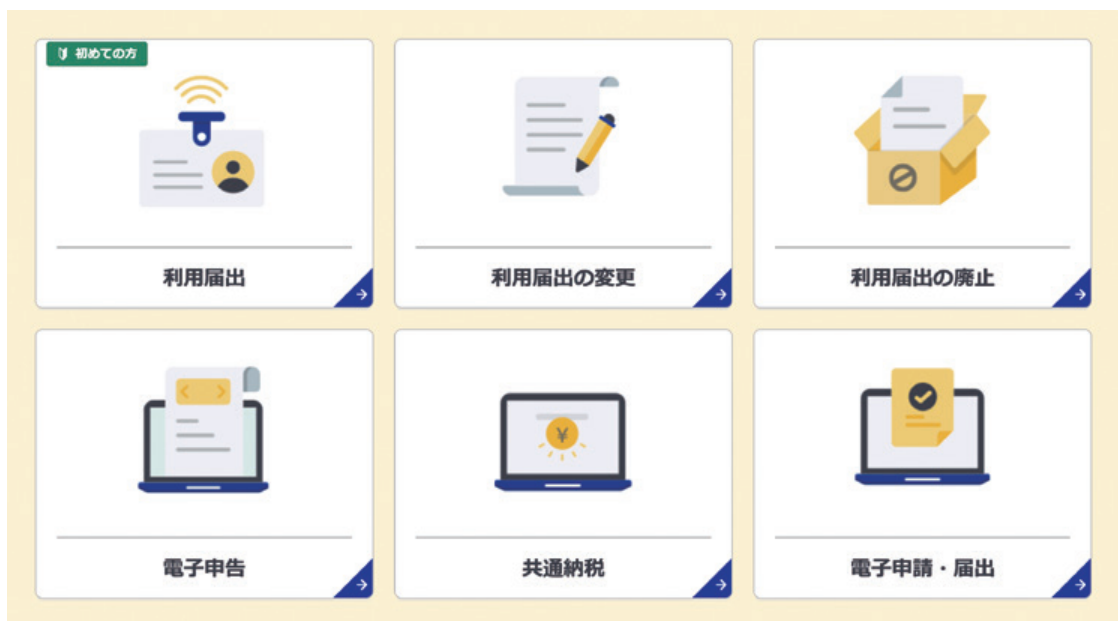 初めての方
利用届出
利用届出の変更
利用届出の廃止
¥
電子申告
共通納税
電子申請・届出